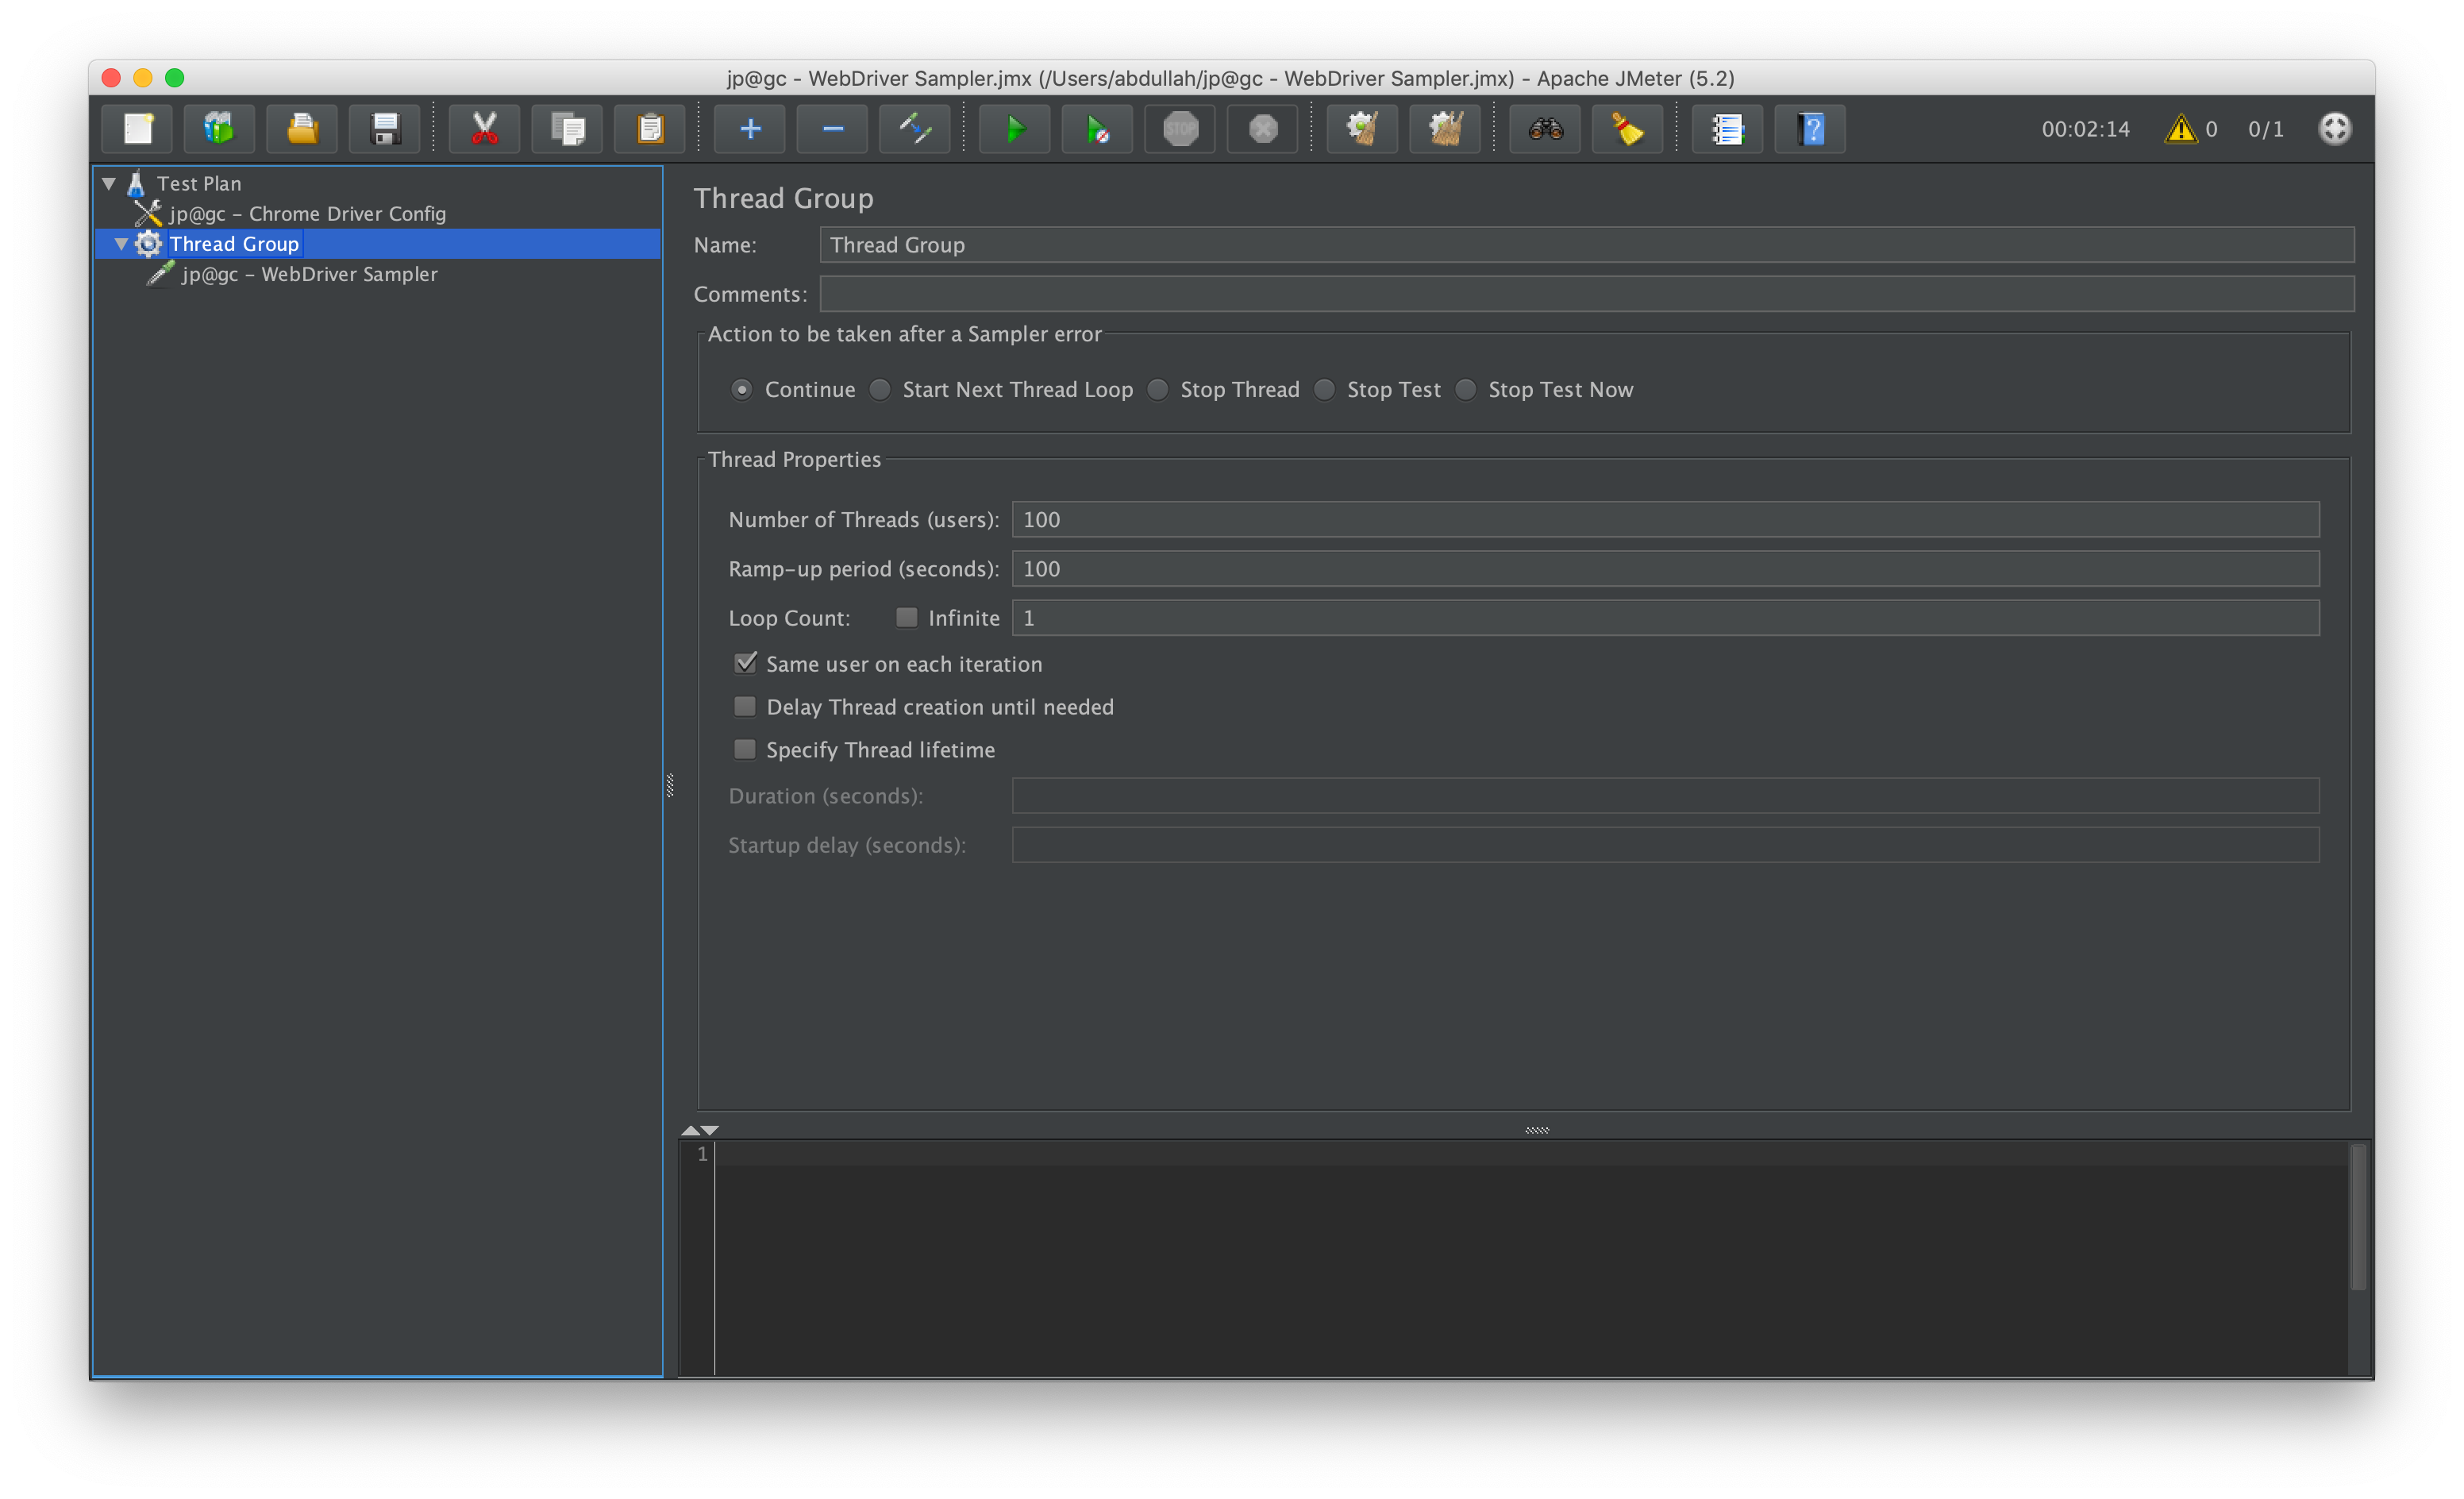 jp@gc - WebDriver Sampler.jmx (/Users/abdullah/jp@gc - WebDriver Sampler.jmx) - Apache JMeter (5.2)
STOP
?
00:02:14
0
0/1
Test Plan
jp@gc - Chrome Driver Config
Thread Group
jp@gc - WebDriver Sampler
Thread Group
Name: Thread Group
Comments:
Action to be taken after a Sampler error
Continue Start Next Thread Loop Stop Thread Stop Test Stop Test Now
Thread Properties
Number of Threads (users): 100
Ramp-up period (seconds): 100
Loop Count: Infinite 1
Same user on each iteration
Delay Thread creation until needed
Specify Thread lifetime
Duration (seconds):
Startup delay (seconds):
1